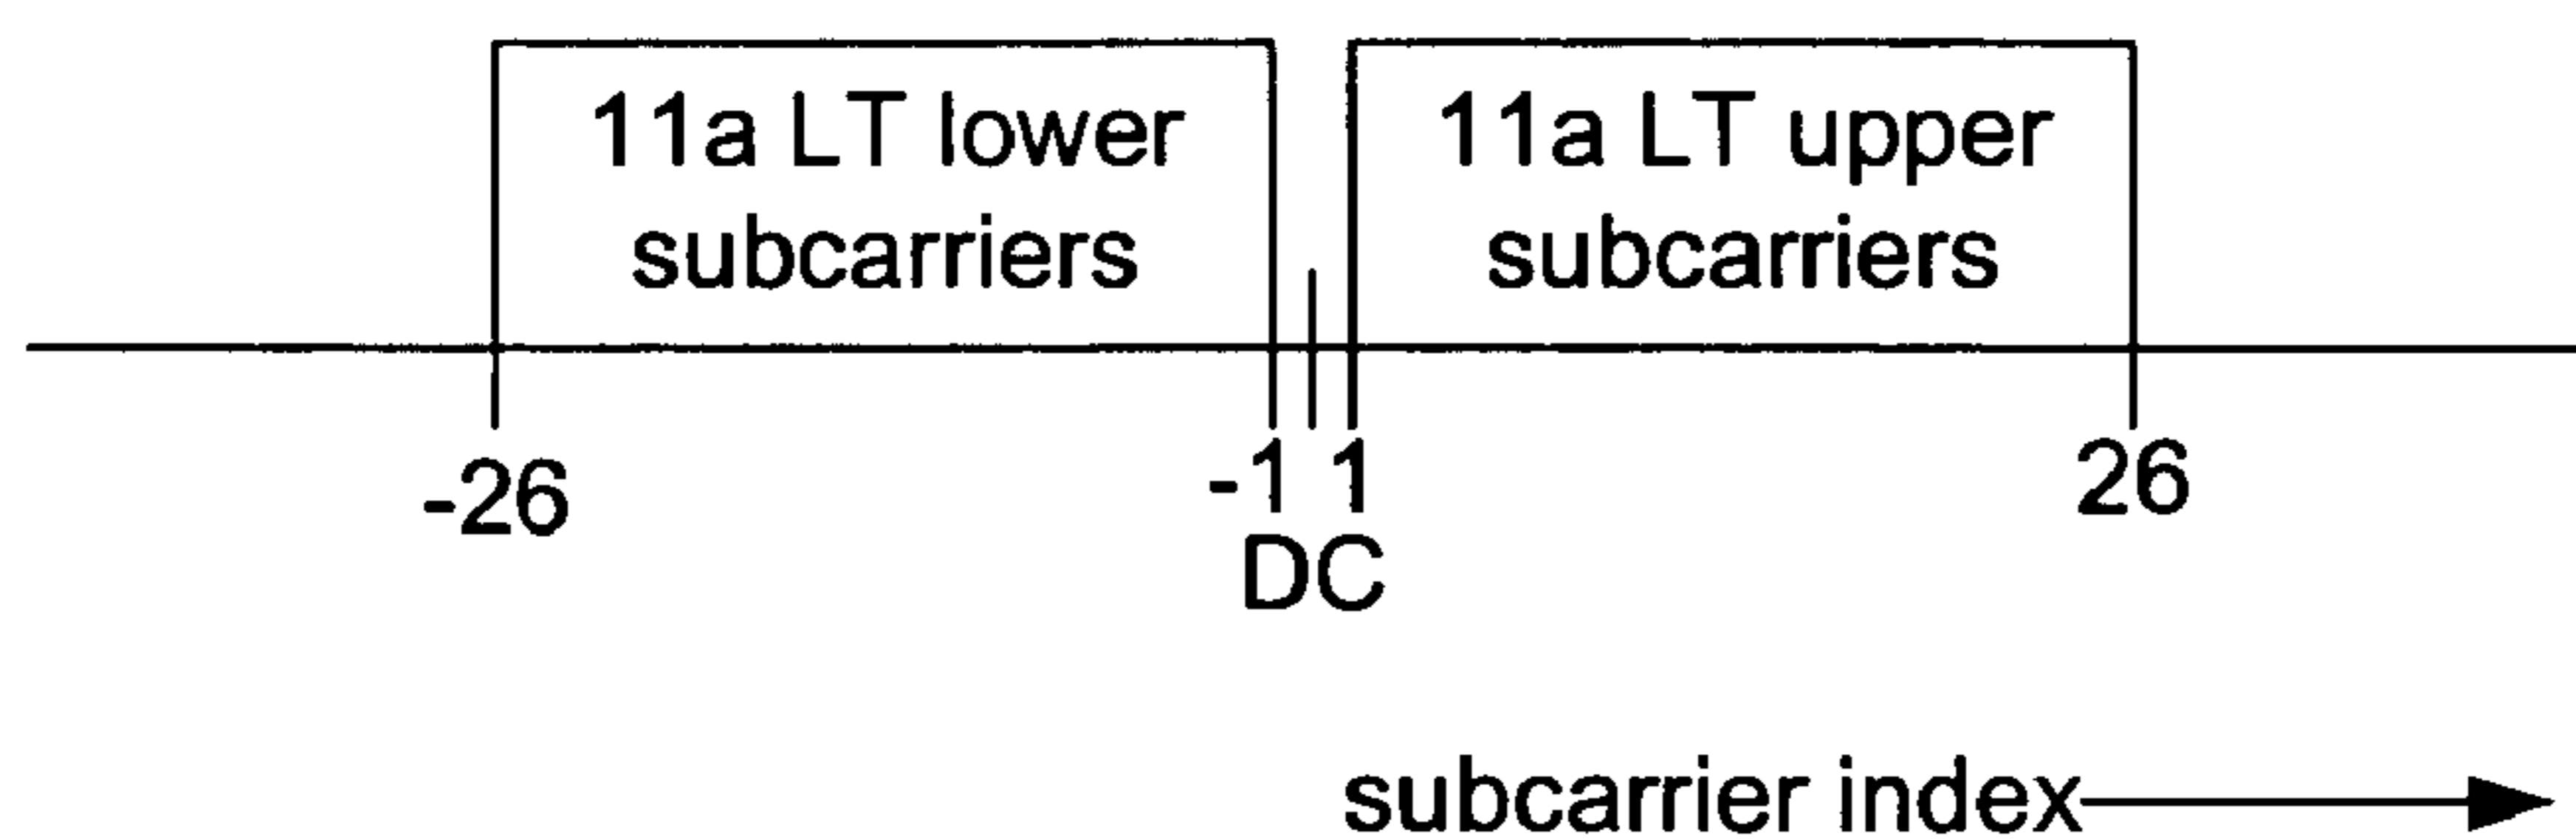 11a LT lower
subcarriers
11a LT upper
subcarriers
-26
-1
1
26
DC
subcarrier index